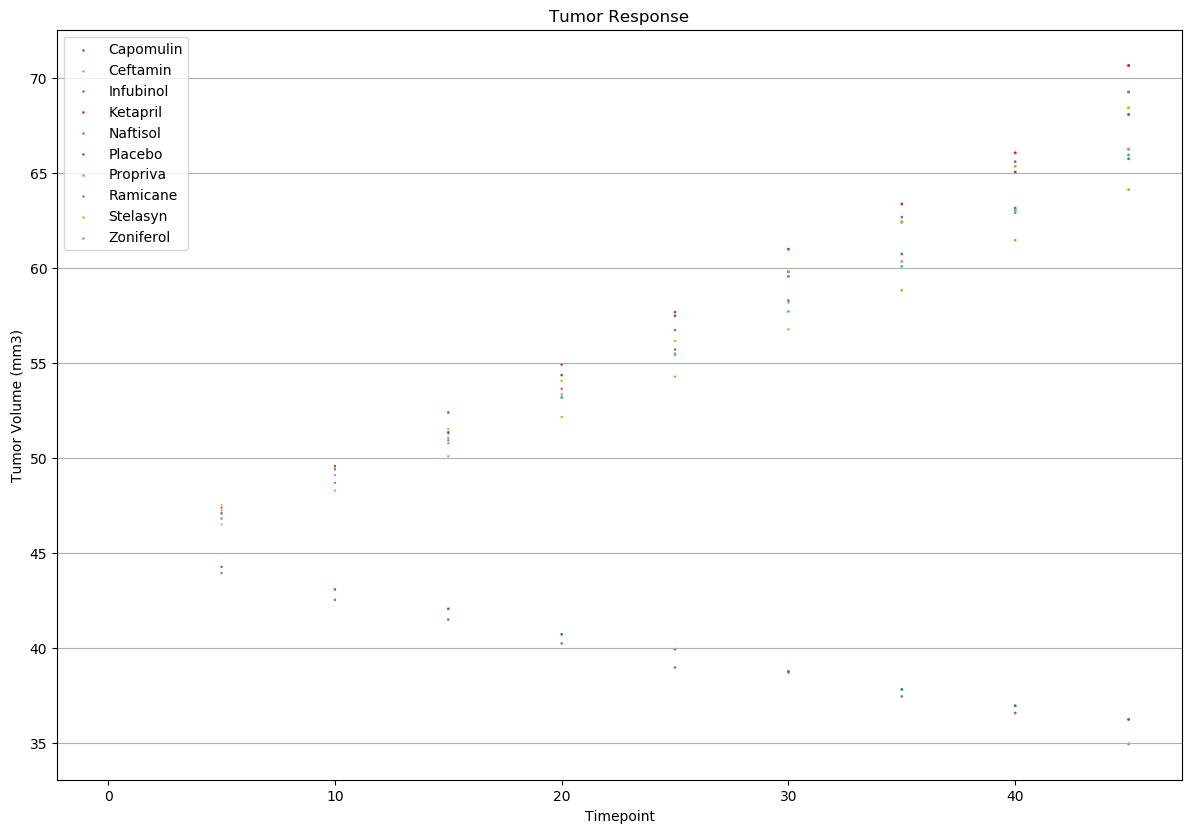 Tumor Response
Capomulin
Ceftamin
Infubinol
Ketapril
Naftisol
Placebo
Propriva
Ramicane
Stelasyn
Zoniferol
70
65
60
55
50
45
40
35
Tumor Volume (mm3)
0
10
20
30
40
Timepoint